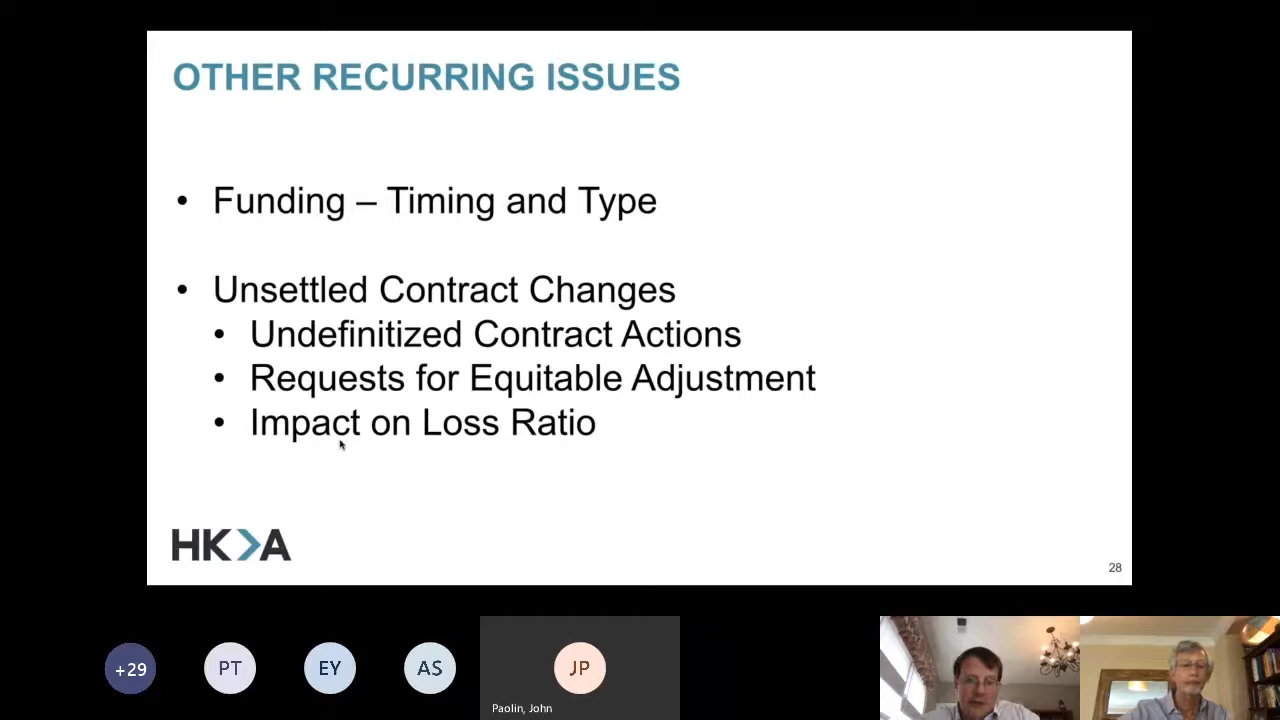 OTHER RECURRING ISSUES
• Funding – Timing and Type
• Unsettled Contract Changes
• Undefinitized Contract Actions
• Requests for Equitable Adjustment
• Impact on Loss Ratio
HKA
28
+29
PT
EY
AS
JP
Paolin, John